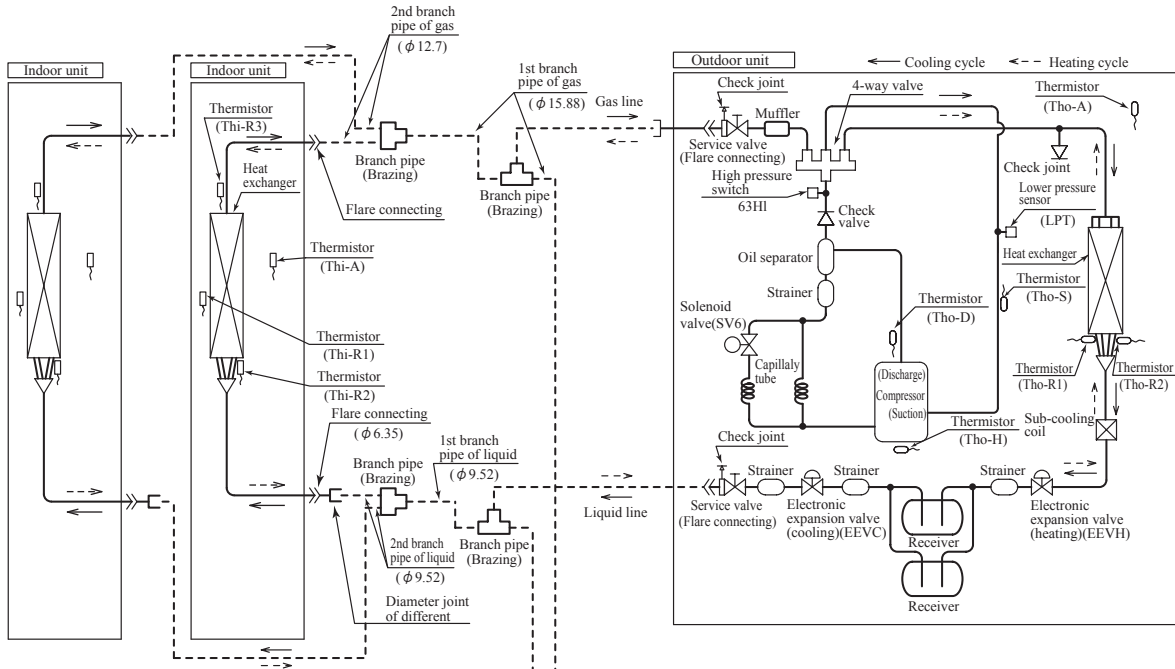 2nd branch
pipe of gas
(ϕ12.7)
Indoor unit
Indoor unit
1st branch
pipe of gas
(ϕ15.88)
Outdoor unit
Cooling cycle
Heating cycle
Thermistor
(Thi-R3)
Gas line
Check joint
Muffler
4-way valve
Thermistor
(Tho-A)
Service valve
(Flare connecting)
Branch pipe
(Brazing)
Branch pipe
(Brazing)
Heat
exchanger
Flare connecting
High pressure
switch
63Hl
Check joint
Lower pressure
sensor
(LPT)
Check
valve
Thermistor
(Thi-A)
Oil separator
Heat exchanger
Strainer
Thermistor
(Tho-S)
Solenoid
valve(SV6)
Thermistor
(Tho-D)
Thermistor
(Thi-R1)
Thermistor
(Thi-R2)
Capillaly
tube
(Discharge)
Compressor
(Suction)
Thermistor
(Tho-R1)
Thermistor
(Tho-R2)
Flare connecting
(ϕ6.35)
Thermistor
(Tho-H)
Sub-cooling
coil
1st branch
pipe of liquid
(ϕ9.52)
Branch pipe
(Brazing)
Check joint
Strainer
Strainer
Strainer
Liquid line
Service valve
(Flare connecting)
Electronic
expansion valve
(cooling)(EEVC)
Receiver
Electronic
expansion valve
(heating)(EEVH)
2nd branch
pipe of liquid
(ϕ9.52)
Branch pipe
(Brazing)
Diameter joint
of different
Receiver